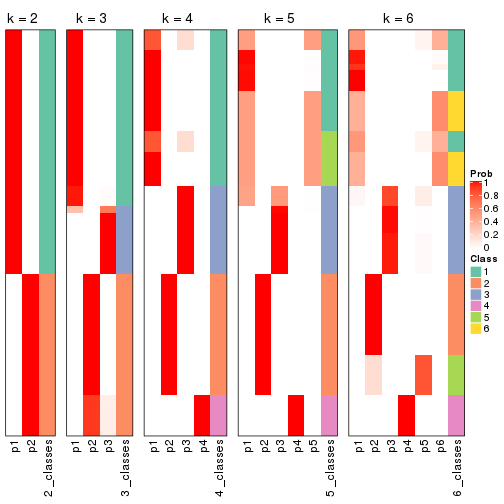 k = 2
k = 3
k = 4
k = 5
k = 6
Prob
1
0.8
0.6
0.4
0.2
0
Class
1
2
3
4
5
6
p1
p2
2_classes
p1
p2
p3
3_classes
p1
p2
p3
p4
4_classes
p1
p2
p3
p4
p5
5_classes
p1
p2
p3
p4
p5
p6
6_classes